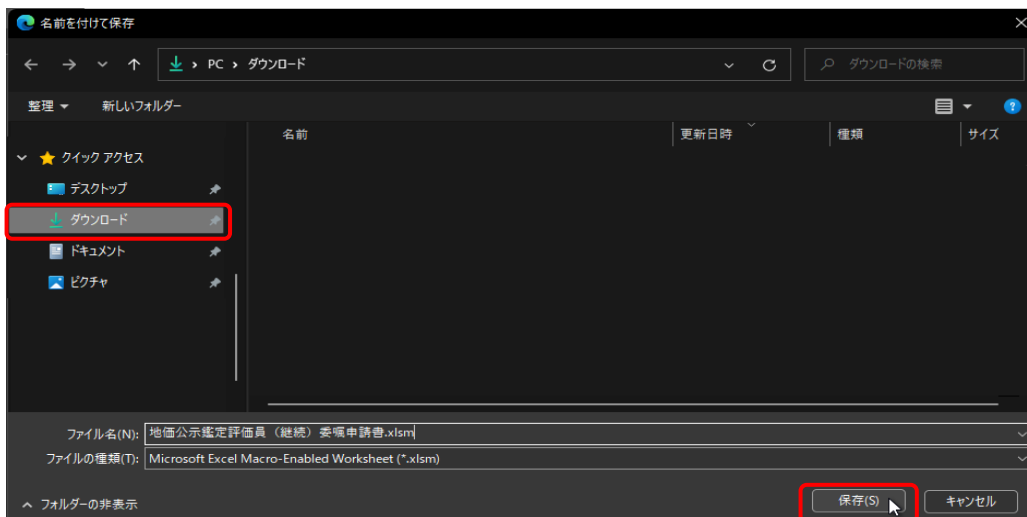 名前を付けて保存
PC › ダウンロード
ダウンロードの検索
整理
新しいフォルダー
名前 更新日時 種類 サイズ
クイック アクセス
デスクトップ
ダウンロード
ドキュメント
ピクチャ
ファイル名(N): 地価公示鑑定評価員（継続）委嘱申請書.xlsm
ファイルの種類(T): Microsoft Excel Macro-Enabled Worksheet (*.xlsm)
フォルダーの非表示
保存(S)
キャンセル